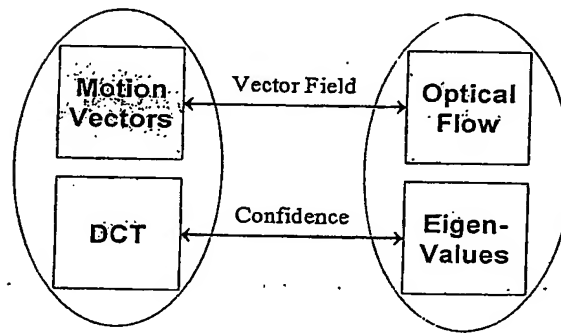 Motion
Vectors
Vector Field
Optical
Flow
DCT
Confidence
Eigen-
Values